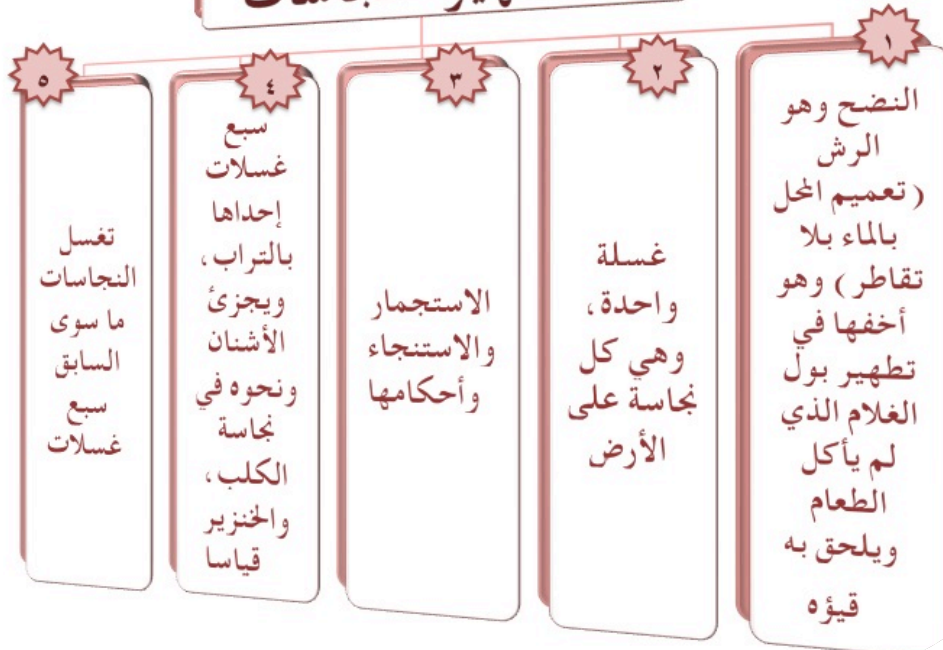 ١
النضح وهو
الرش
(تعميم المحل
بالماء بلا
تقاطر) وهو
أخفها في
تطهير بول
الغلام الذي
لم يأكل
الطعام
ويلحق به
قيؤه
٢
غسلة
واحدة،
وهي كل
نجاسة على
الأرض
٣
الاستجمار
والاستنجاء
وأحكامها
٤
سبع
غسلات
إحداها
بالتراب،
ويجزئ
الأشنان
ونحوه في
نجاسة
الكلب،
والخنزير
قياسا
٥
تغسل
النجاسات
ما سوى
السابق
سبع
غسلات